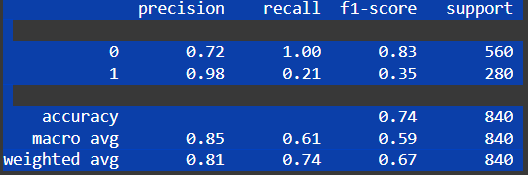 precision recall f1-score support
0 0.72 1.00 0.83 560
1 0.98 0.21 0.35 280
accuracy 0.74 840
macro avg 0.85 0.61 0.59 840
weighted avg 0.81 0.74 0.67 840